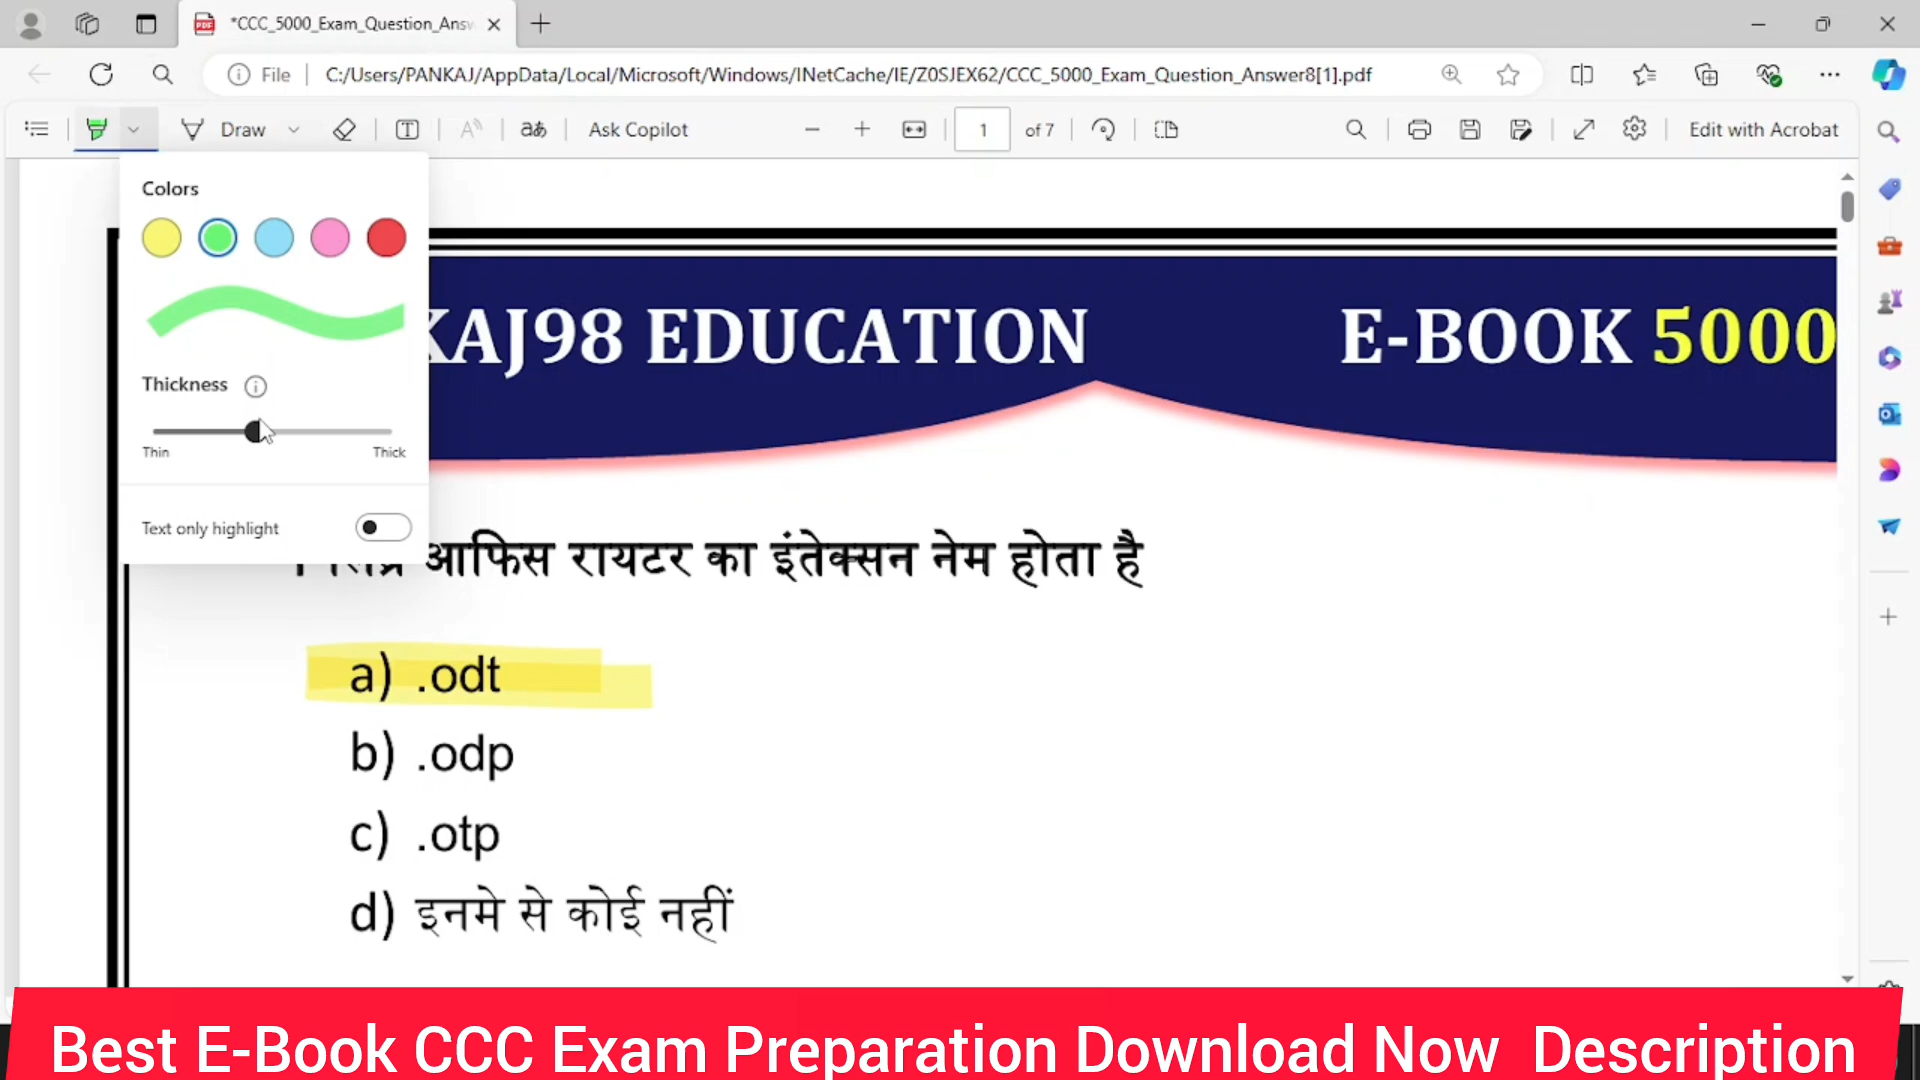 *CCC_5000_Exam_Question_Answ
File
C:/Users/PANKAJ/AppData/Local/Microsoft/Windows/INetCache/IE/Z0SJEX62/CCC_5000_Exam_Question_Answer8[1].pdf
Draw
Ask Copilot
1 of 7
Edit with Acrobat
Colors
Thickness
Thin Thick
Text only highlight
KAJ98 EDUCATION E-BOOK 5000
आफिस रायटर का इंतेक्सन नेम होता है
a) .odt
b) .odp
c) .otp
d) इनमे से कोई नहीं
Best E-Book CCC Exam Preparation Download Now Description